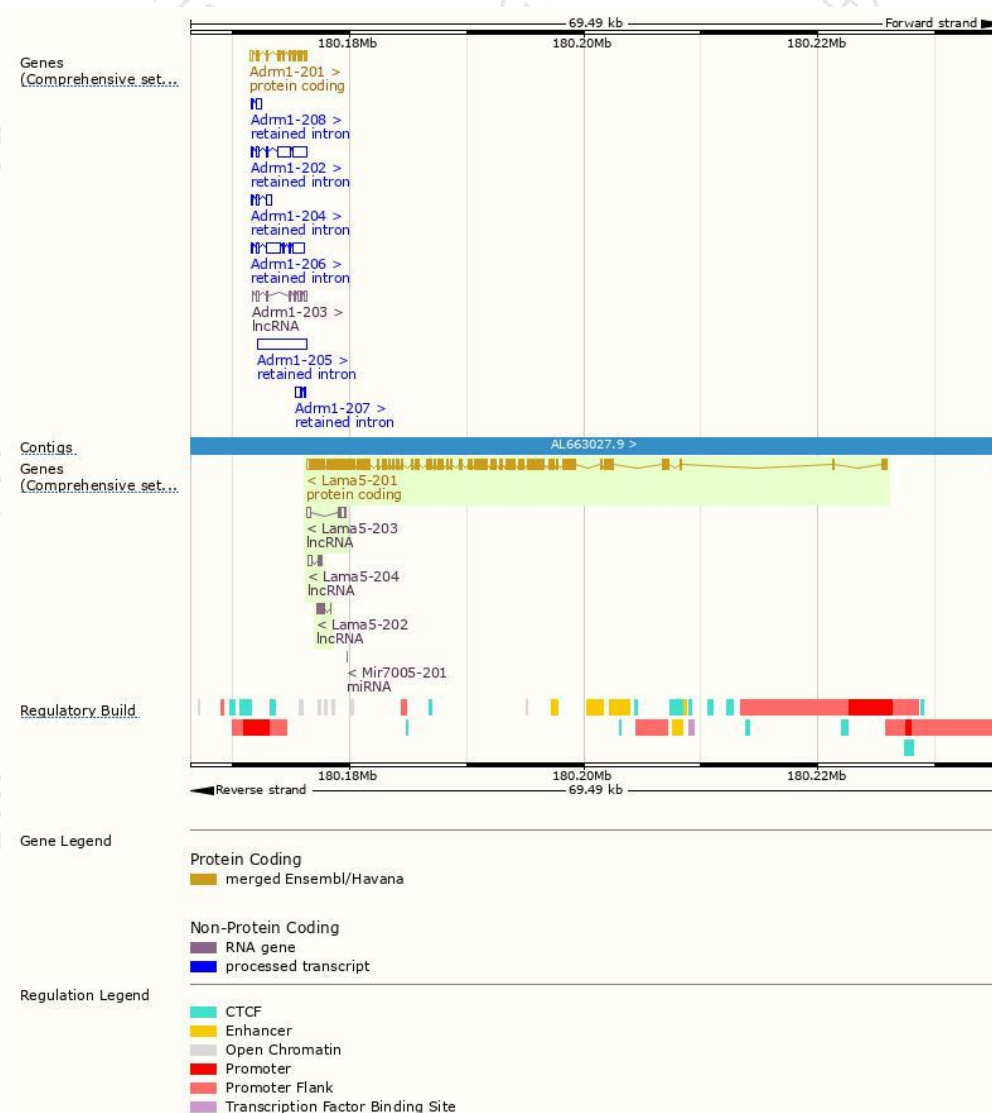 69.49 kb Forward strand
180.18Mb 180.20Mb 180.22Mb
Genes
(Comprehensive set...
Adrm1-201 >
protein coding
Adrm1-208 >
retained intron
Adrm1-202 >
retained intron
Adrm1-204 >
retained intron
Adrm1-206 >
retained intron
Adrm1-203 >
lncRNA
Adrm1-205 >
retained intron
Adrm1-207 >
retained intron
Contigs AL663027.9 >
Genes
(Comprehensive set...
< Lama5-201
protein coding
< Lama5-203
lncRNA
< Lama5-204
lncRNA
< Lama5-202
lncRNA
< Mir7005-201
miRNA
Regulatory Build
180.18Mb 180.20Mb 180.22Mb
Reverse strand 69.49 kb
Gene Legend
Protein Coding
merged Ensembl/Havana
Non-Protein Coding
RNA gene
processed transcript
Regulation Legend
CTCF
Enhancer
Open Chromatin
Promoter
Promoter Flank
Transcription Factor Binding Site